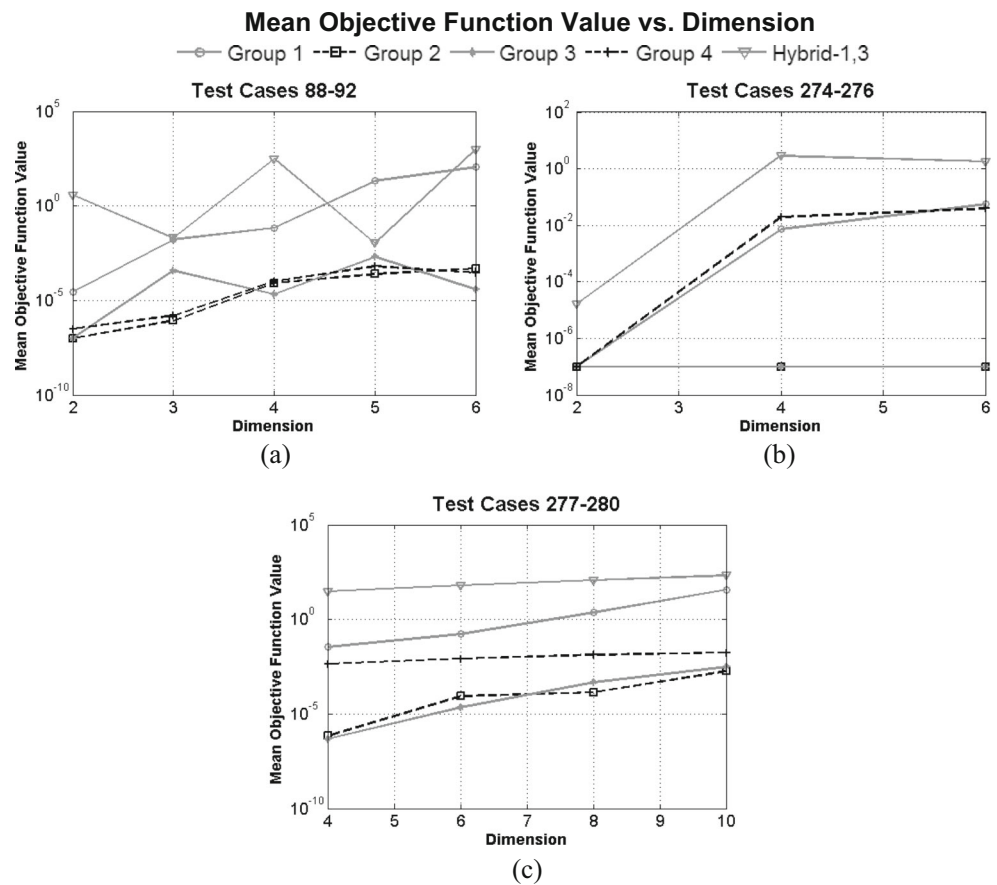 Mean Objective Function Value vs. Dimension
Group 1 Group 2 Group 3 Group 4 Hybrid-1,3
Test Cases 88-92
Mean Objective Function Value
10^5
10^0
10^-5
10^-10
2 3 4 5 6
Dimension
(a)
Test Cases 274-276
Mean Objective Function Value
10^2
10^0
10^-2
10^-4
10^-6
10^-8
2 3 4 5 6
Dimension
(b)
Test Cases 277-280
Mean Objective Function Value
10^5
10^0
10^-5
10^-10
4 5 6 7 8 9 10
Dimension
(c)